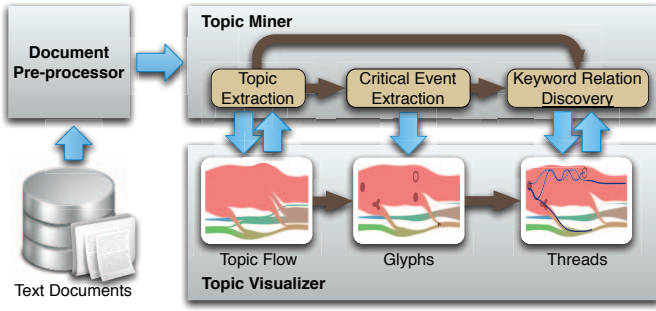 Document
Pre-processor
Topic Miner
Topic
Extraction
Critical Event
Extraction
Keyword Relation
Discovery
Topic Flow
Glyphs
Threads
Text Documents
Topic Visualizer